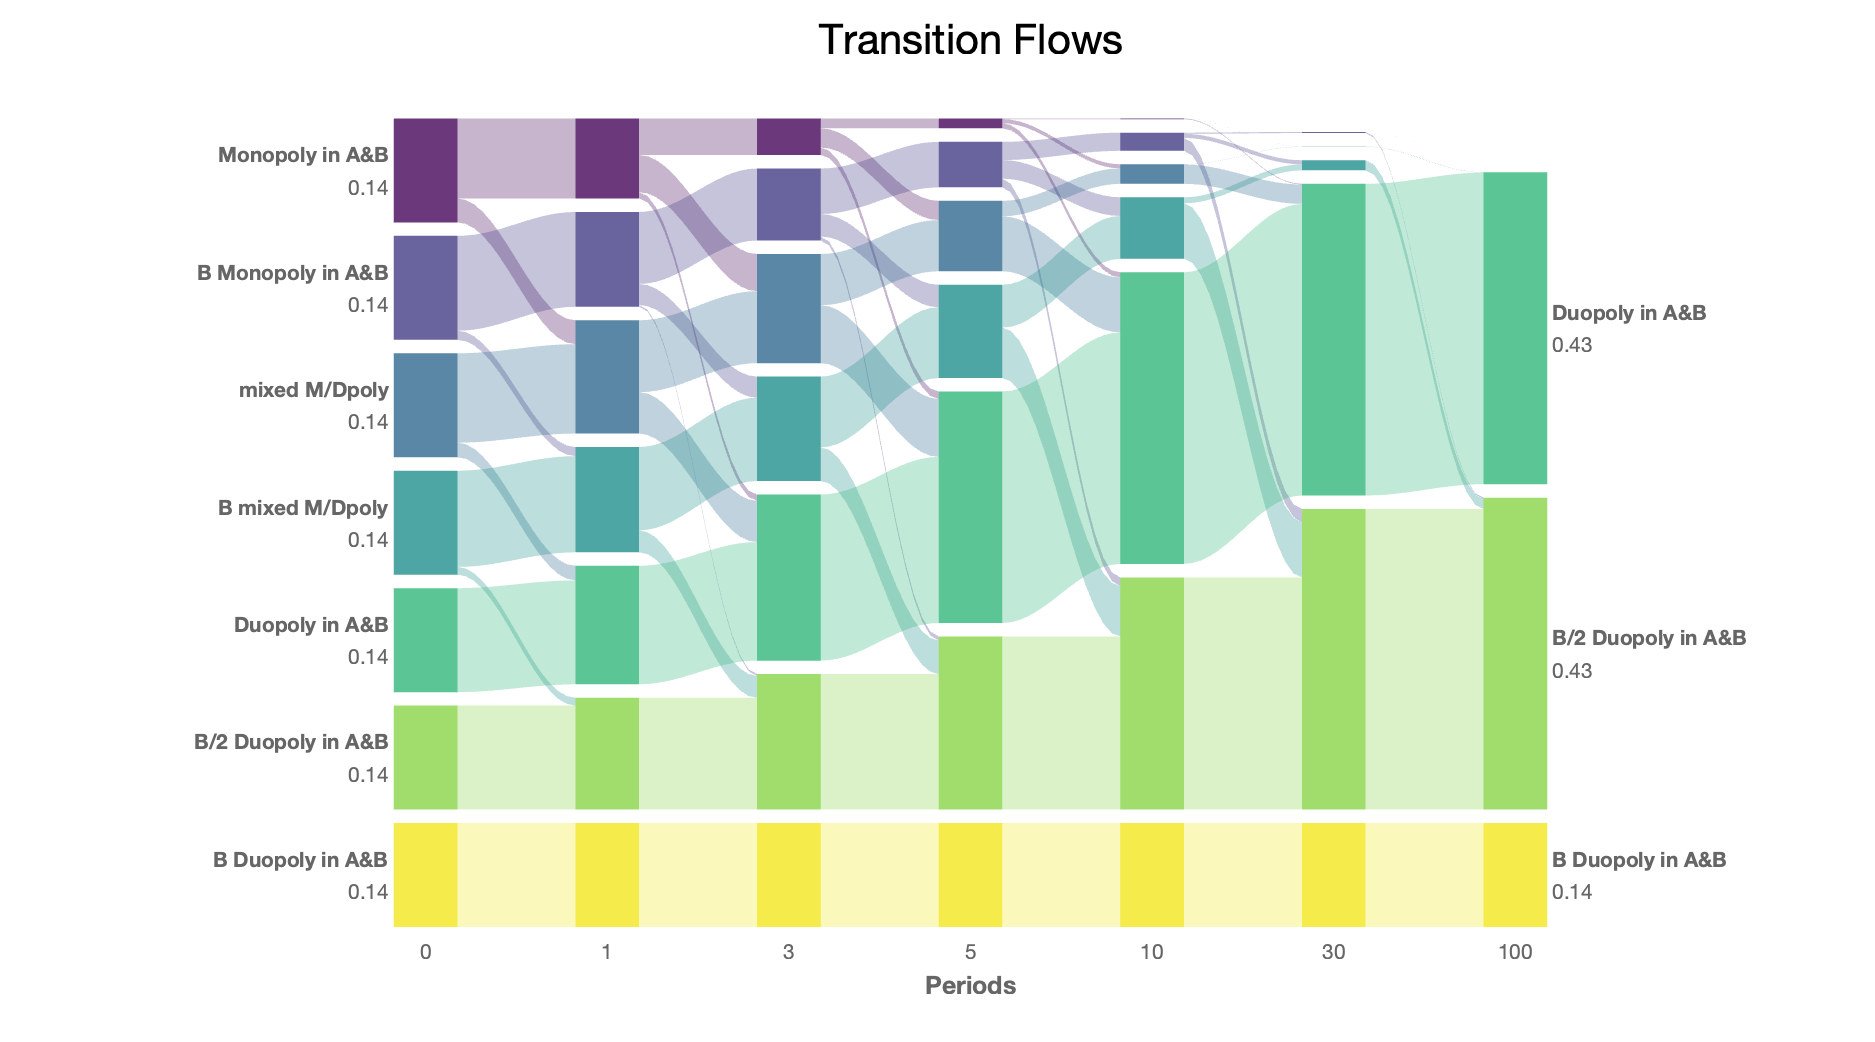 Transition Flows
Monopoly in A&B
0.14
B Monopoly in A&B
0.14
mixed M/Dpoly
0.14
B mixed M/Dpoly
0.14
Duopoly in A&B
0.14
B/2 Duopoly in A&B
0.14
B Duopoly in A&B
0.14
Duopoly in A&B
0.43
B/2 Duopoly in A&B
0.43
B Duopoly in A&B
0.14
0 1 3 5 10 30 100
Periods